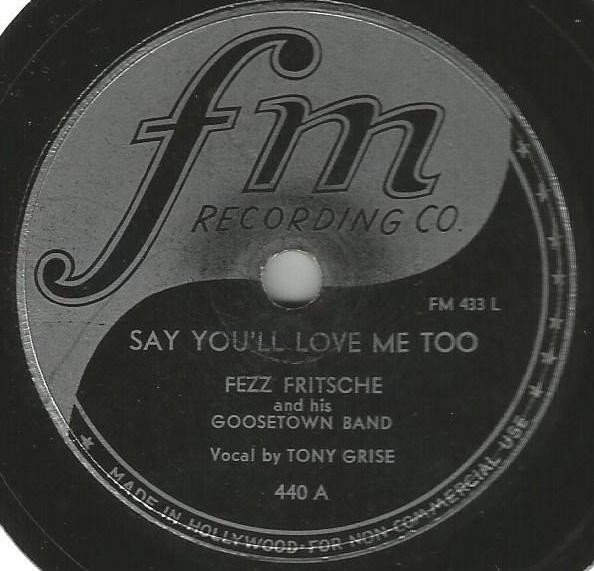 fm
RECORDING CO.
FM 433 L
SAY YOU'LL LOVE ME TOO
FEZZ FRITSCHE
and his
GOOSETOWN BAND
Vocal by TONY GRISE
440 A
MADE IN HOLLYWOOD · FOR NON COMMERCIAL USE